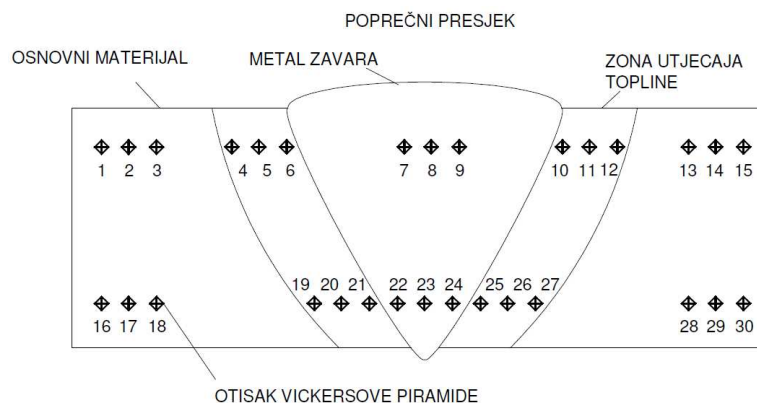 POPREČNI PRESJEK
OSNOVNI MATERIJAL
METAL ZAVARA
ZONA UTJECAJA
TOPLINE
1 2 3 4 5 6 7 8 9 10 11 12 13 14 15
19 20 21 22 23 24 25 26 27
16 17 18 28 29 30
OTISAK VICKERSOVE PIRAMIDE